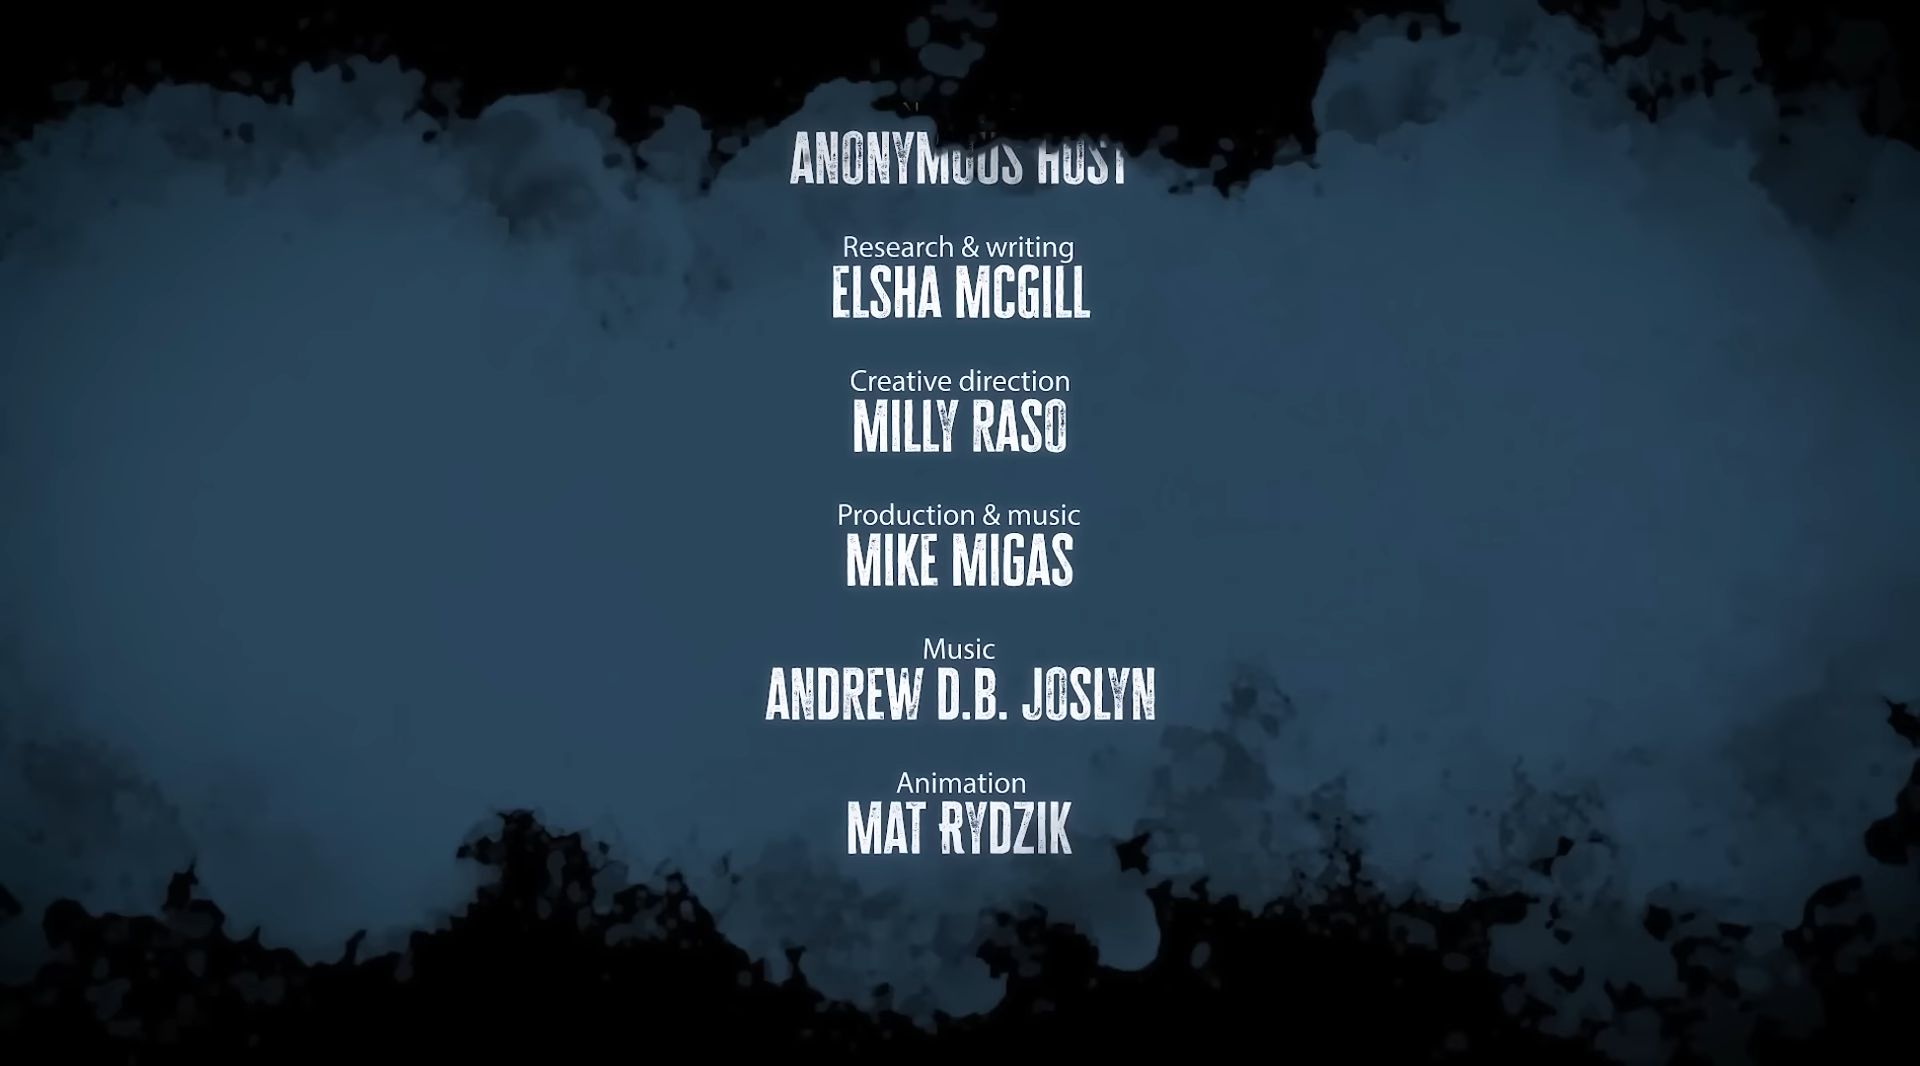 ANONYMOUS HOST
Research & writing
ELSHA MCGILL
Creative direction
MILLY RASO
Production & music
MIKE MIGAS
Music
ANDREW D.B. JOSLYN
Animation
MAT RYDZIK